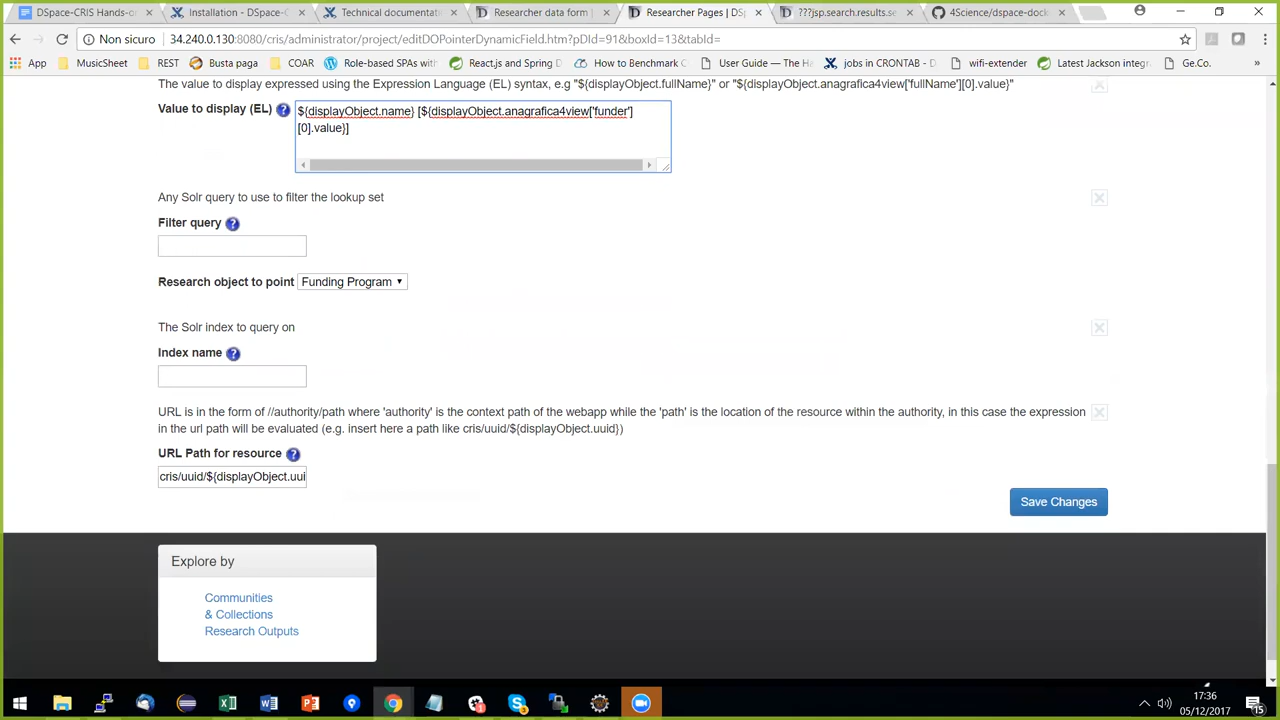 DSpace-CRIS Hands-o
Installation - DSpace-C
Technical documentat
Researcher data form |
Researcher Pages | DS
???jsp.search.results.se
4Science/dspace-dock
Non sicuro
34.240.0.130:8080/cris/administrator/project/editDOPointerDynamicField.htm?pDId=91&boxId=13&tabId=
App
MusicSheet
REST
Busta paga
COAR
Role-based SPAs with
React.js and Spring D
How to Benchmark C
User Guide — The Ha
jobs in CRONTAB - D
wifi-extender
Latest Jackson integra
Ge.Co.
»
The value to display expressed using the Expression Language (EL) syntax, e.g "${displayObject.fullName}" or "${displayObject.anagrafica4view['fullName'][0].value}"
Value to display (EL)
${displayObject.name} [${displayObject.anagrafica4view['funder']
[0].value}]
Any Solr query to use to filter the lookup set
Filter query
Research object to point
Funding Program
The Solr index to query on
Index name
URL is in the form of //authority/path where 'authority' is the context path of the webapp while the 'path' is the location of the resource within the authority, in this case the expression
in the url path will be evaluated (e.g. insert here a path like cris/uuid/${displayObject.uuid})
URL Path for resource
cris/uuid/${displayObject.uui
Save Changes
Explore by
Communities
& Collections
Research Outputs
17:36
05/12/2017
15